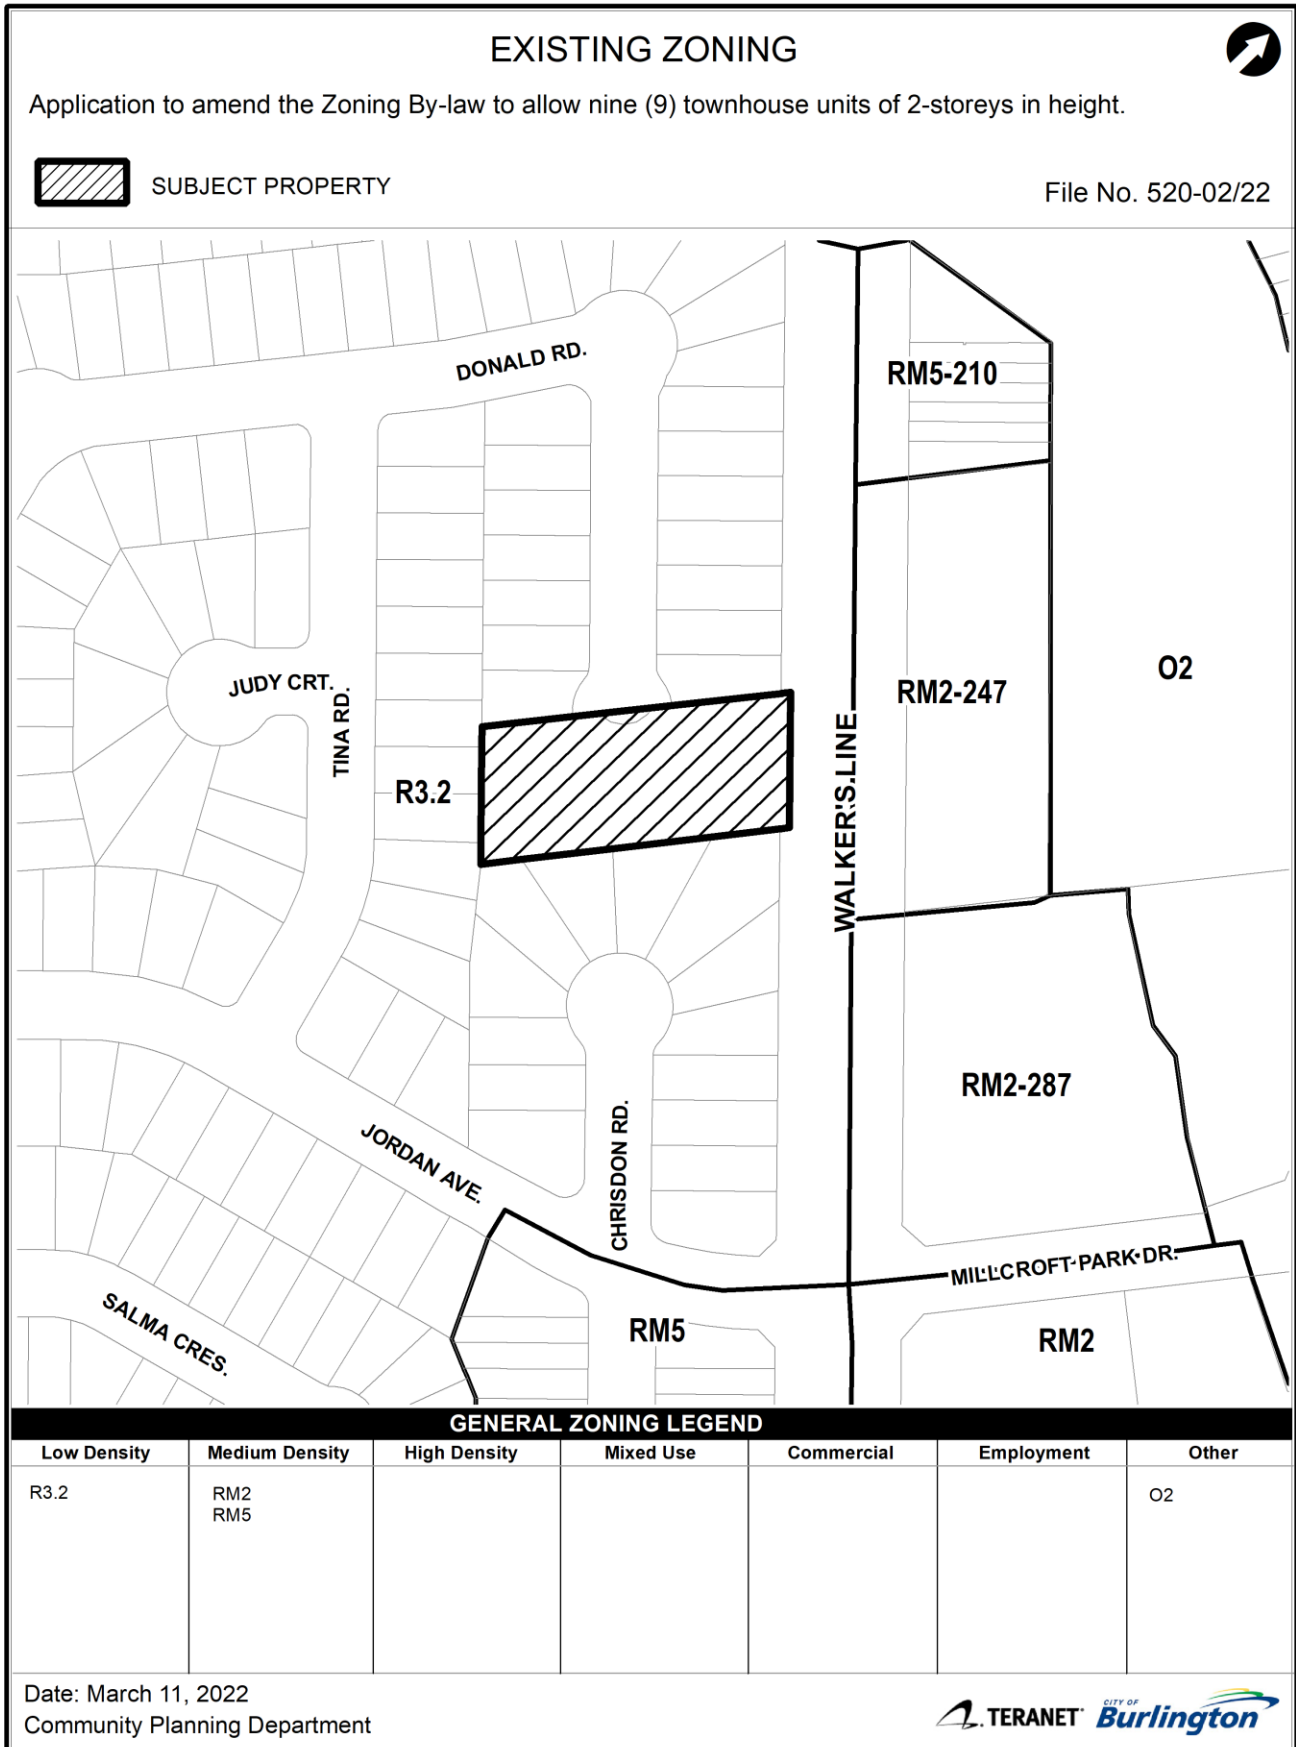 EXISTING ZONING
Application to amend the Zoning By-law to allow nine (9) townhouse units of 2-storeys in height.
SUBJECT PROPERTY
File No. 520-02/22
DONALD RD.
RM5-210
JUDY CRT.
TINA RD.
R3.2
WALKER'S LINE
RM2-247
O2
RM2-287
JORDAN AVE.
CHRISDON RD.
MILLCROFT PARK DR.
SALMA CRES.
RM5
RM2
GENERAL ZONING LEGEND
Low Density Medium Density High Density Mixed Use Commercial Employment Other
R3.2 RM2 O2
RM5
Date: March 11, 2022
Community Planning Department
TERANET
CITY OF
Burlington